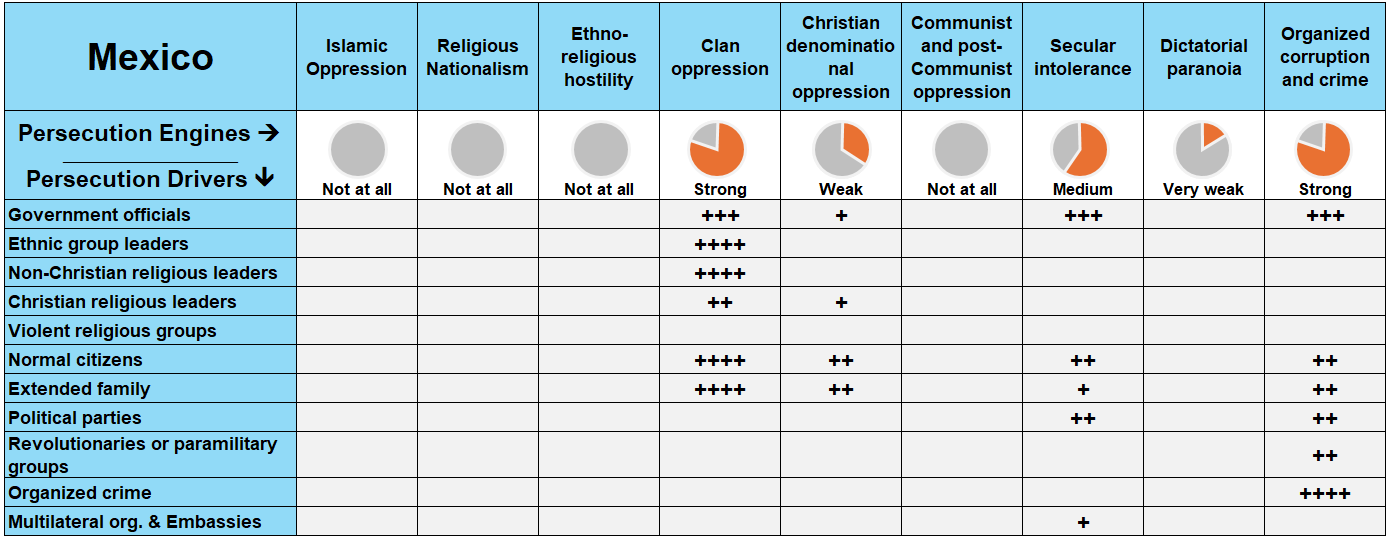 Mexico
Islamic
Oppression
Religious
Nationalism
Ethno-
religious
hostility
Clan
oppression
Christian
denominatio
nal
oppression
Communist
and post-
Communist
oppression
Secular
intolerance
Dictatorial
paranoia
Organized
corruption
and crime
Persecution Engines →
Persecution Drivers ↓
Not at all
Not at all
Not at all
Strong
Weak
Not at all
Medium
Very weak
Strong
Government officials +++ + +++ +++
Ethnic group leaders ++++
Non-Christian religious leaders ++++
Christian religious leaders ++ +
Violent religious groups
Normal citizens ++++ ++ ++ ++
Extended family ++++ ++ + ++
Political parties ++ ++
Revolutionaries or paramilitary
groups ++
Organized crime ++++
Multilateral org. & Embassies +